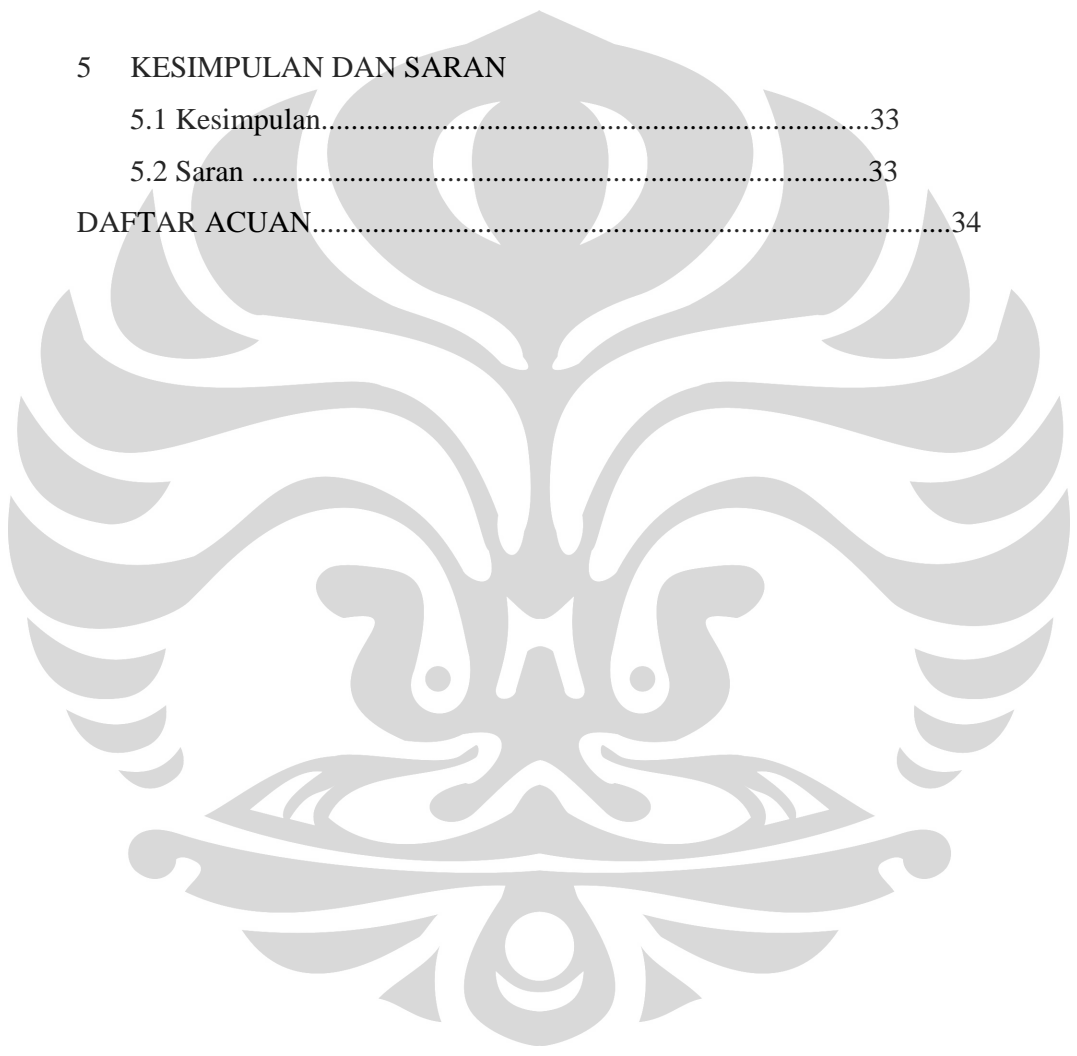 5 KESIMPULAN DAN SARAN
5.1 Kesimpulan.............................................................33
5.2 Saran .....................................................................33
DAFTAR ACUAN.......................................................................34